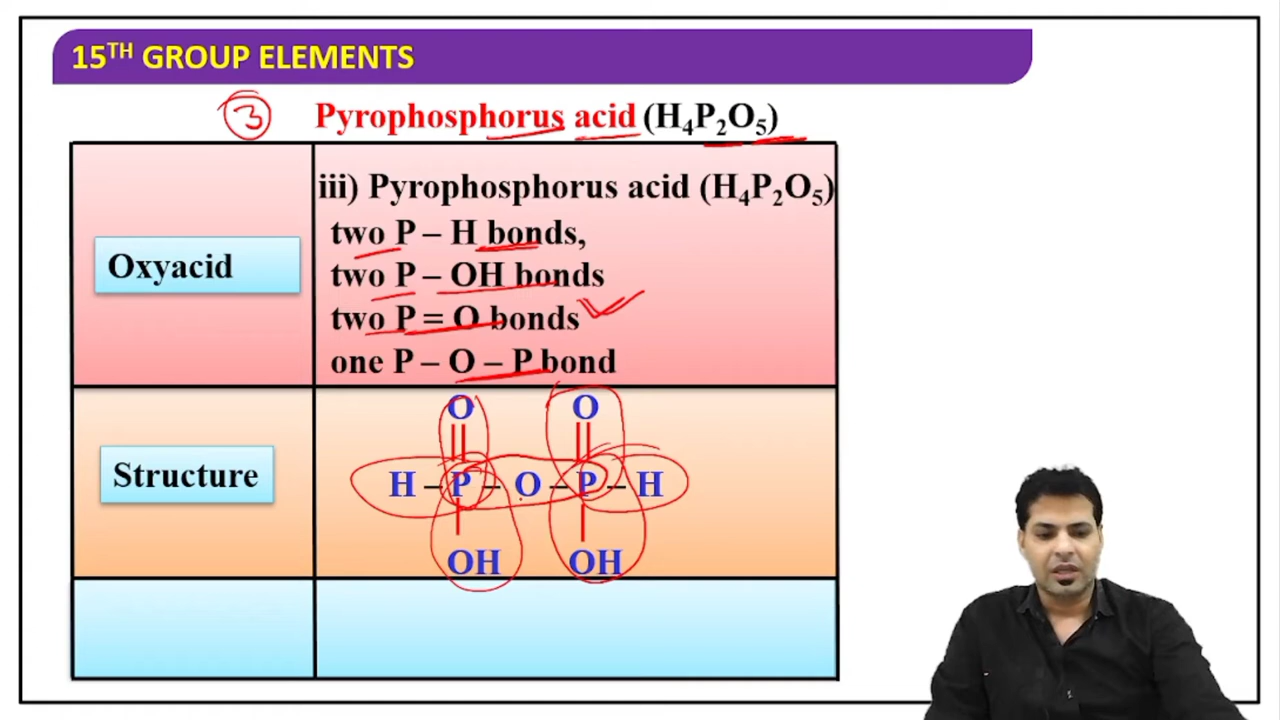 15TH GROUP ELEMENTS
3 Pyrophosphorus acid (H4P2O5)
iii) Pyrophosphorus acid (H4P2O5)
two P – H bonds,
Oxyacid
two P – OH bonds
two P = O bonds
one P – O – P bond
O O
Structure
H – P – O – P – H
OH OH